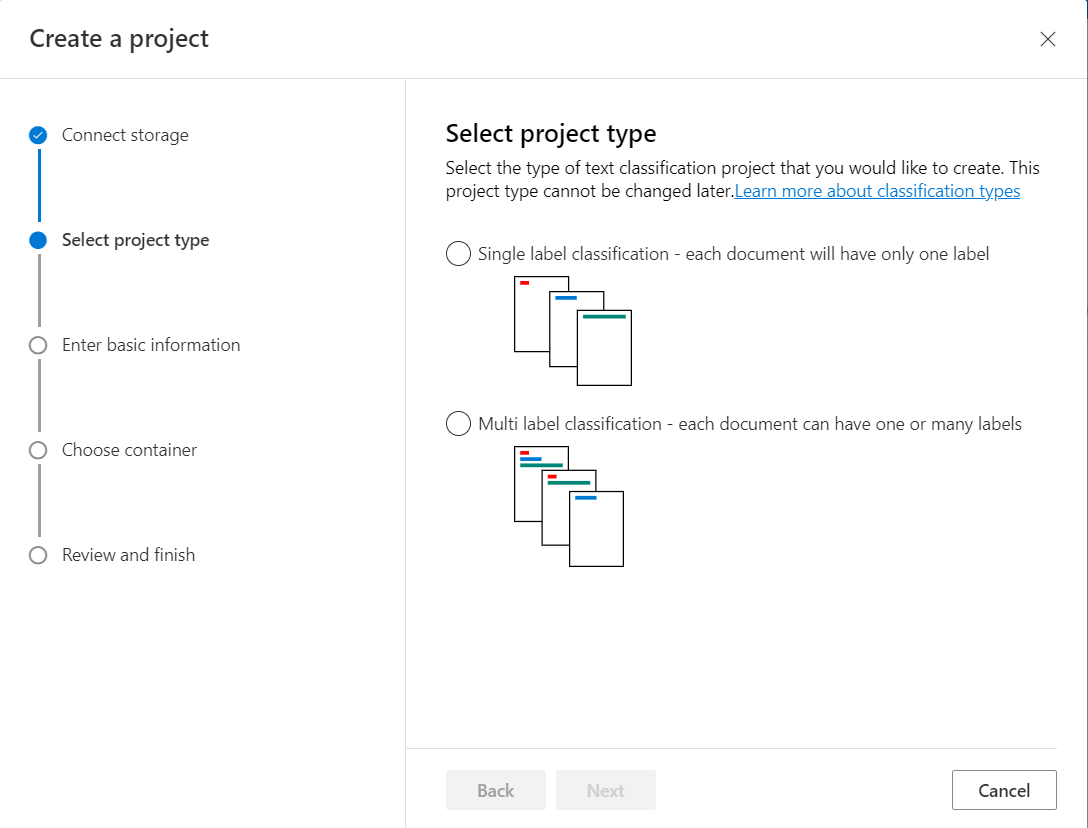 Create a project
Connect storage
Select project type
Enter basic information
Choose container
Review and finish
Select project type
Select the type of text classification project that you would like to create. This
project type cannot be changed later.Learn more about classification types
Single label classification - each document will have only one label
Multi label classification - each document can have one or many labels
Back
Next
Cancel